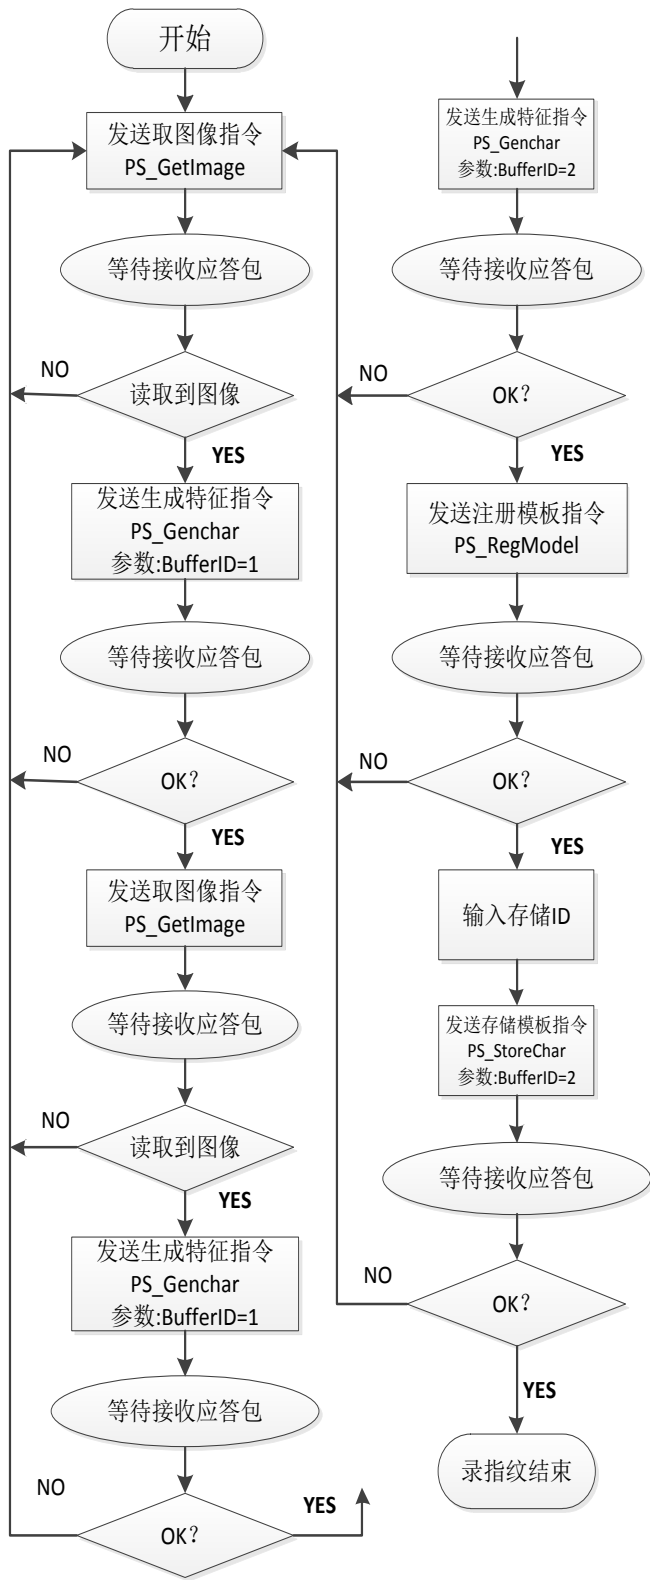 开始
发送取图像指令
PS_GetImage
等待接收应答包
NO
读取到图像
YES
发送生成特征指令
PS_Genchar
参数:BufferID=1
等待接收应答包
NO
OK?
YES
发送取图像指令
PS_GetImage
等待接收应答包
NO
读取到图像
YES
发送生成特征指令
PS_Genchar
参数:BufferID=1
等待接收应答包
NO
OK?
YES
发送生成特征指令
PS_Genchar
参数:BufferID=2
等待接收应答包
NO
OK?
YES
发送注册模板指令
PS_RegModel
等待接收应答包
NO
OK?
YES
输入存储ID
发送存储模板指令
PS_StoreChar
参数:BufferID=2
等待接收应答包
NO
OK?
YES
录指纹结束